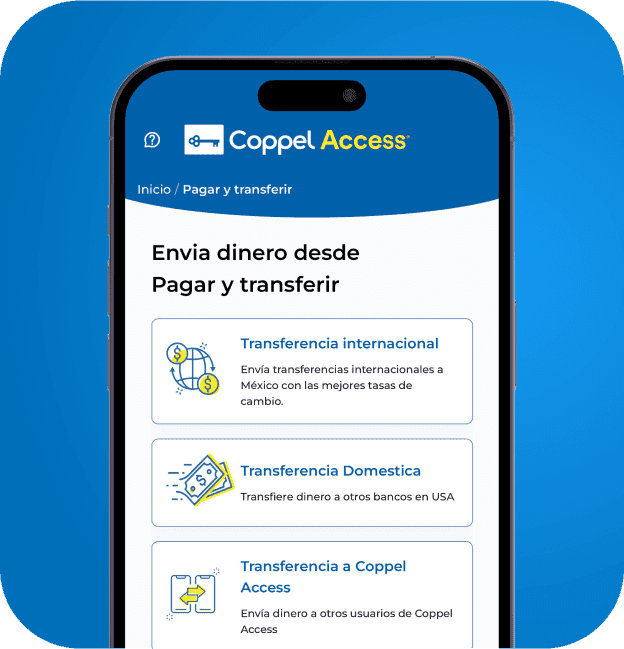 Coppel Access
Inicio / Pagar y transferir
Envia dinero desde
Pagar y transferir
Transferencia internacional
Envía transferencias internacionales a
México con las mejores tasas de
cambio.
Transferencia Domestica
Transfiere dinero a otros bancos en USA
Transferencia a Coppel
Access
Envía dinero a otros usuarios de Coppel
Access